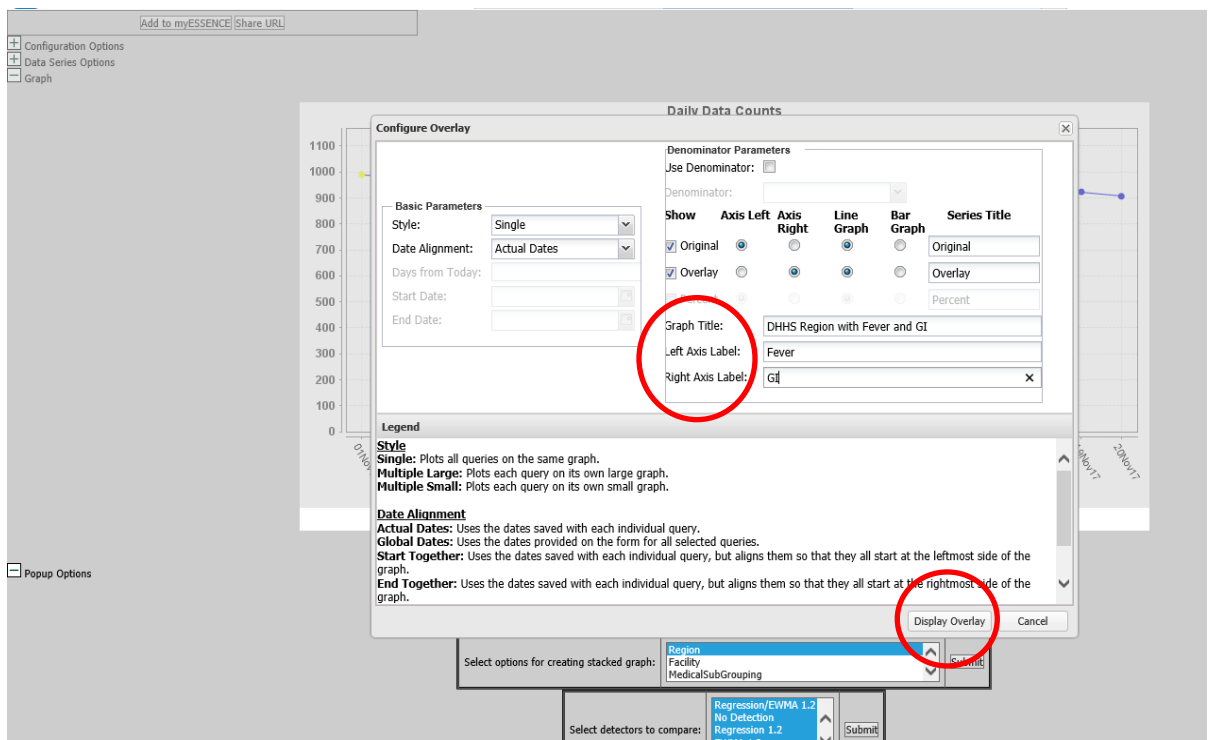 Add to myESSENCE Share URL
Configuration Options
Data Series Options
Graph
Daily Data Counts
1100
1000
900
800
700
600
500
400
300
200
100
0
19Nov17
20Nov17
Configure Overlay
Basic Parameters
Style: Single
Date Alignment: Actual Dates
Days from Today:
Start Date:
End Date:
Denominator Parameters
Use Denominator:
Denominator:
Show Axis Left Axis Right Line Graph Bar Graph Series Title
Original Original
Overlay Overlay
Percent Percent
Graph Title: DHHS Region with Fever and GI
Left Axis Label: Fever
Right Axis Label: GI
Legend
Style
Single: Plots all queries on the same graph.
Multiple Large: Plots each query on its own large graph.
Multiple Small: Plots each query on its own small graph.
Date Alignment
Actual Dates: Uses the dates saved with each individual query.
Global Dates: Uses the dates provided on the form for all selected queries.
Start Together: Uses the dates saved with each individual query, but aligns them so that they all start at the leftmost side of the
graph.
End Together: Uses the dates saved with each individual query, but aligns them so that they all start at the rightmost side of the
graph.
Display Overlay Cancel
Popup Options
Select options for creating stacked graph:
Region
Facility
MedicalSubGrouping
Submit
Select detectors to compare:
Regression/EWMA 1.2
No Detection
Regression 1.2
Submit